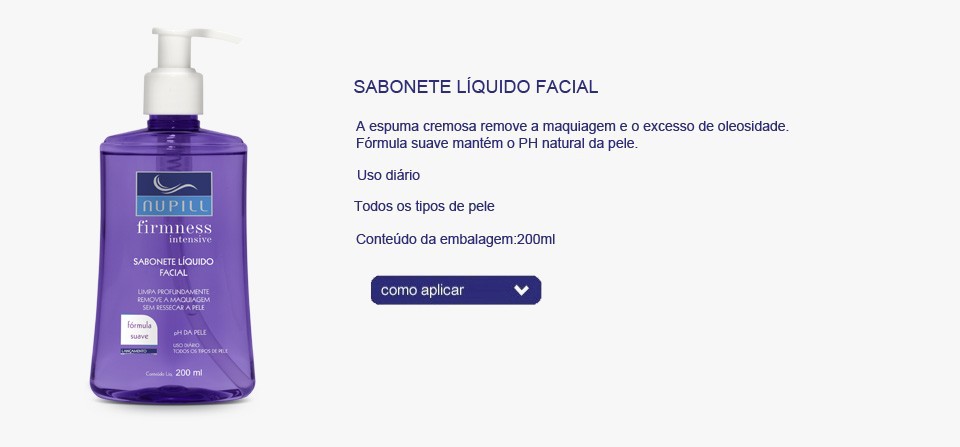 SABONETE LÍQUIDO FACIAL
A espuma cremosa remove a maquiagem e o excesso de oleosidade.
Fórmula suave mantém o PH natural da pele.
Uso diário
Todos os tipos de pele
Conteúdo da embalagem:200ml
como aplicar
NUPILL
firmness
intensive
SABONETE LÍQUIDO
FACIAL
LIMPA PROFUNDAMENTE
REMOVE A MAQUIAGEM
SEM RESSECAR A PELE
fórmula
suave
LANÇAMENTO
pH DA PELE
USO DIÁRIO
TODOS OS TIPOS DE PELE
Conteúdo Líq. 200 ml